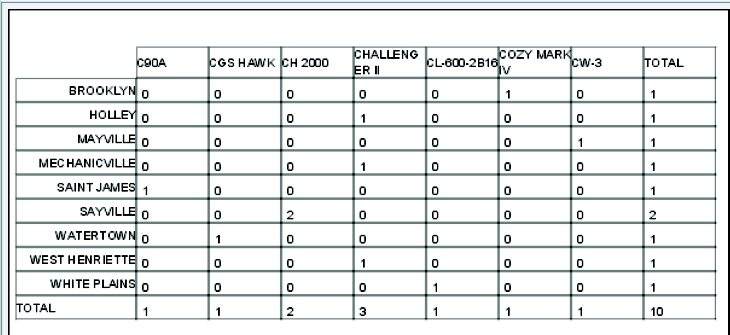 C90A CGS HAWK CH 2000 CHALLENG ER II CL-600-2B16 COZY MARK IV CW-3 TOTAL
BROOKLYN 0 0 0 0 0 1 0 1
HOLLEY 0 0 0 1 0 0 0 1
MAYVILLE 0 0 0 0 0 0 1 1
MECHANICVILLE 0 0 0 1 0 0 0 1
SAINT JAMES 1 0 0 0 0 0 0 1
SAYVILLE 0 0 2 0 0 0 0 2
WATERTOWN 0 1 0 0 0 0 0 1
WEST HENRIETTE 0 0 0 1 0 0 0 1
WHITE PLAINS 0 0 0 0 1 0 0 1
TOTAL 1 1 2 3 1 1 1 10